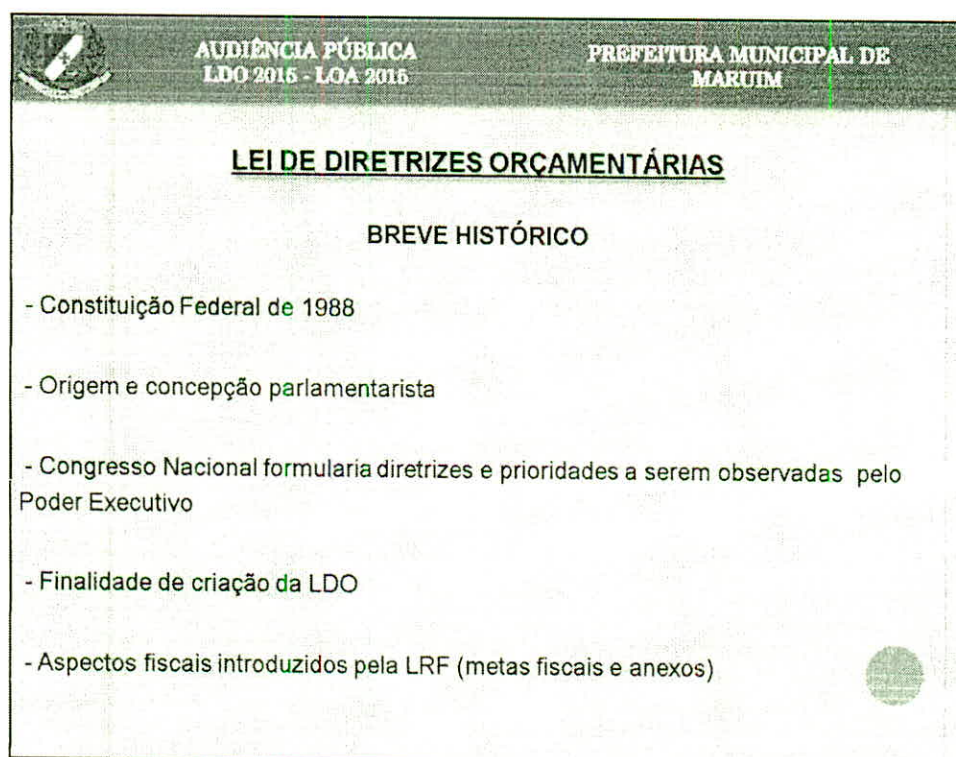 AUDIÊNCIA PÚBLICA
LDO 2015 - LOA 2015
PREFEITURA MUNICIPAL DE
MARUIM
LEI DE DIRETRIZES ORÇAMENTÁRIAS
BREVE HISTÓRICO
- Constituição Federal de 1988
- Origem e concepção parlamentarista
- Congresso Nacional formularia diretrizes e prioridades a serem observadas pelo
Poder Executivo
- Finalidade de criação da LDO
- Aspectos fiscais introduzidos pela LRF (metas fiscais e anexos)